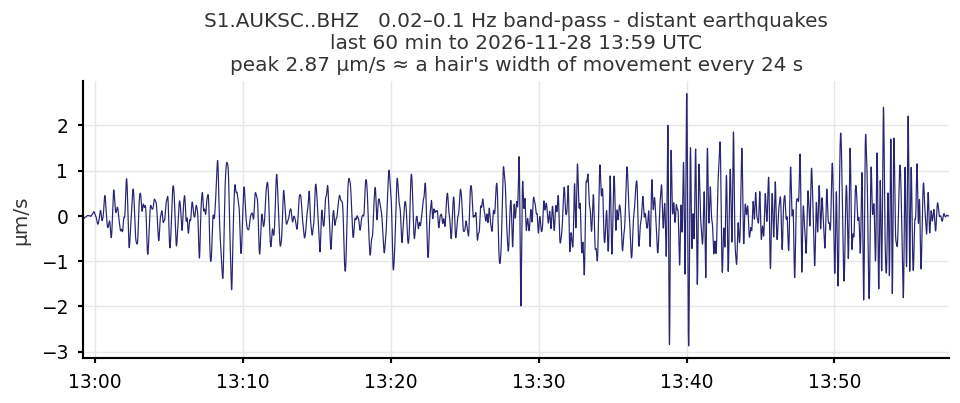 S1.AUKSC..BHZ   0.02–0.1 Hz band-pass - distant earthquakes
last 60 min to 2026-11-28 13:59 UTC
peak 2.87 µm/s ≈ a hair's width of movement every 24 s
µm/s
2
1
0
−1
−2
−3
13:00 13:10 13:20 13:30 13:40 13:50